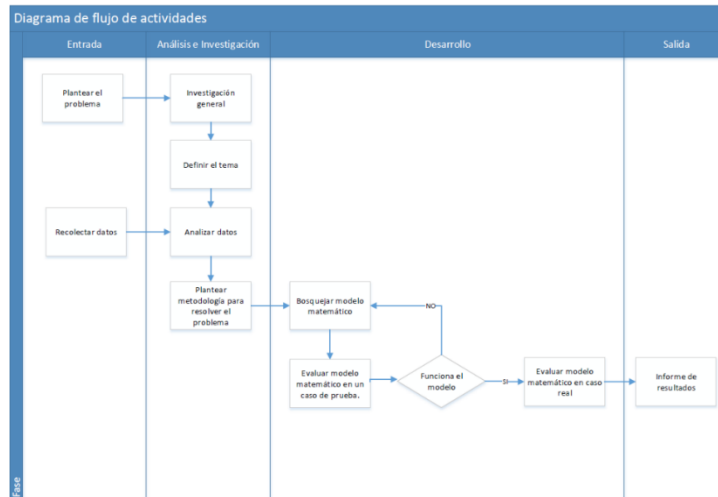 Diagrama de flujo de actividades
Entrada
Análisis e Investigación
Desarrollo
Salida
Plantear el
problema
Investigación
general
Definir el tema
Recolectar datos
Analizar datos
Plantear
metodología para
resolver el
problema
Bosquejar modelo
matemático
NO
Evaluar modelo
matemático en un
caso de prueba.
Funciona el
modelo
SI
Evaluar modelo
matemático en caso
real
Informe de
resultados
Fase